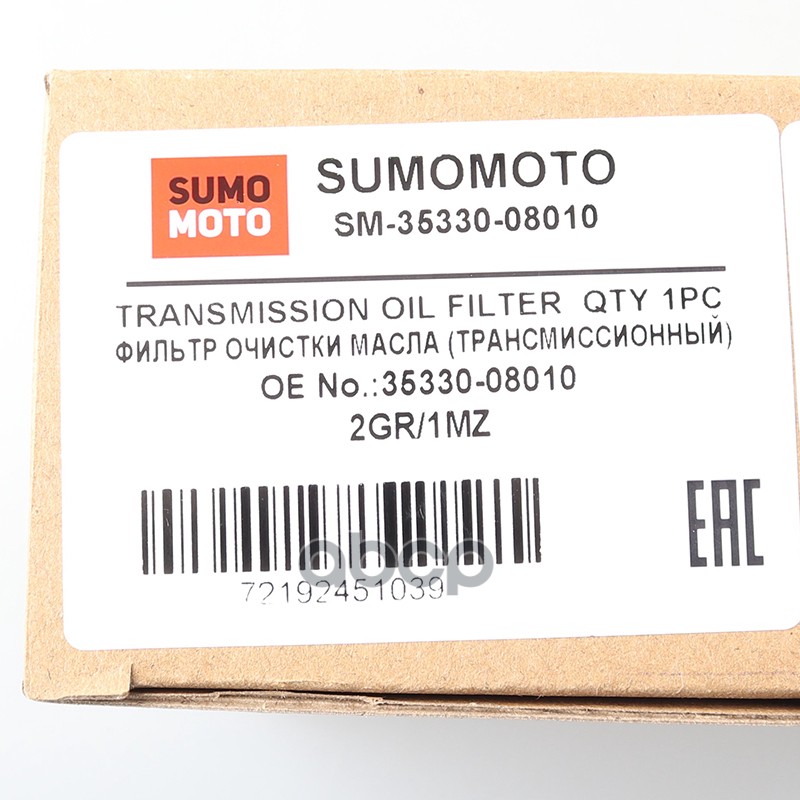 SUMO
MOTO
SUMOMOTO
SM-35330-08010
TRANSMISSION OIL FILTER QTY 1PC
ФИЛЬТР ОЧИСТКИ МАСЛА (ТРАНСМИССИОННЫЙ)
OE No.:35330-08010
2GR/1MZ
EAC
abcp
72192451039